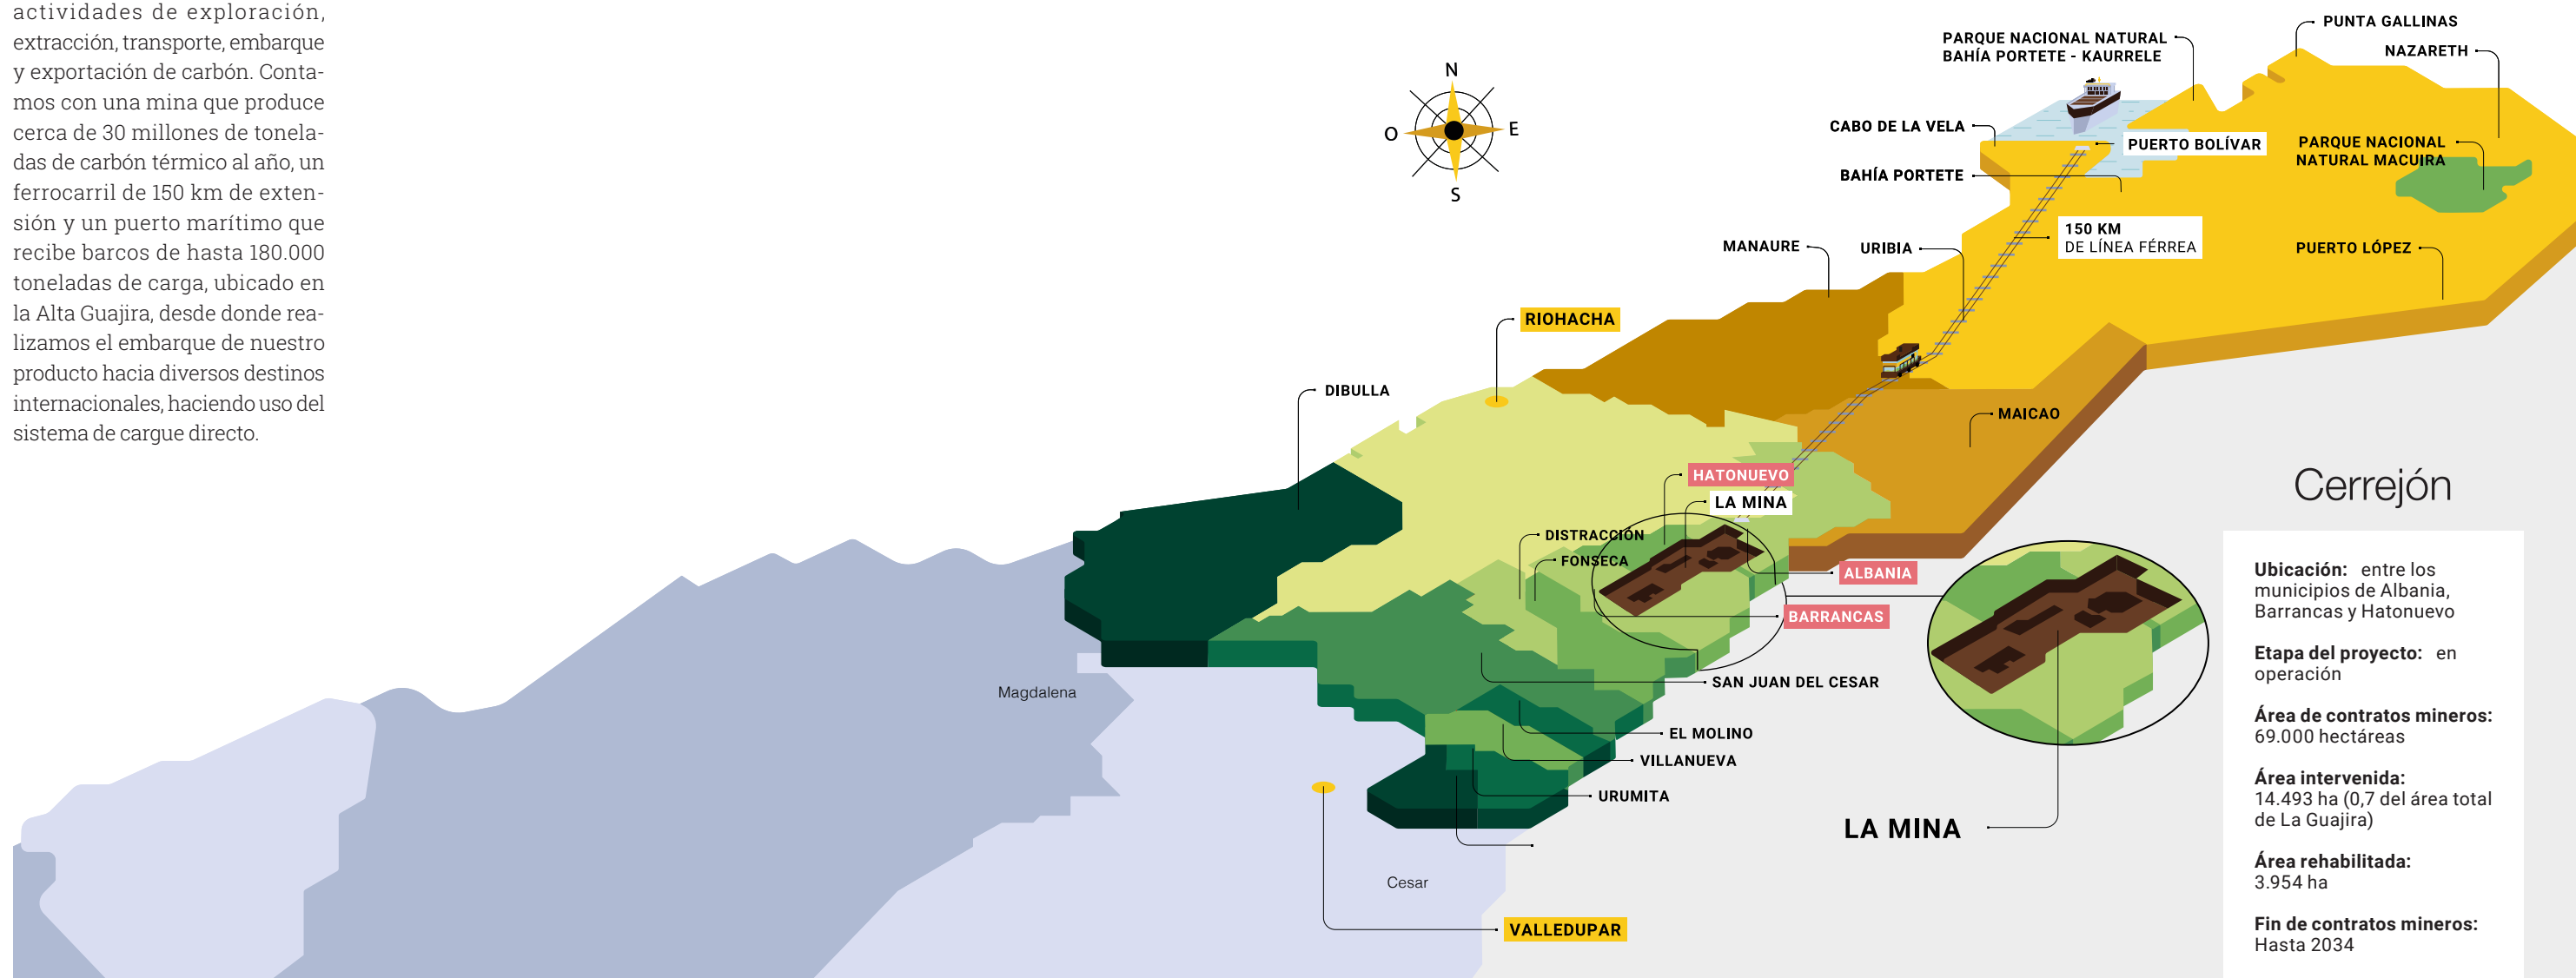 actividades de exploración,
extracción, transporte, embarque
y exportación de carbón. Conta-
mos con una mina que produce
cerca de 30 millones de tonela-
das de carbón térmico al año, un
ferrocarril de 150 km de exten-
sión y un puerto marítimo que
recibe barcos de hasta 180.000
toneladas de carga, ubicado en
la Alta Guajira, desde donde rea-
lizamos el embarque de nuestro
producto hacia diversos destinos
internacionales, haciendo uso del
sistema de cargue directo.
N
O
E
S
PUNTA GALLINAS
PARQUE NACIONAL NATURAL
BAHÍA PORTETE - KAURRELE
NAZARETH
CABO DE LA VELA
PUERTO BOLÍVAR
PARQUE NACIONAL
NATURAL MACUIRA
BAHÍA PORTETE
150 KM
DE LÍNEA FÉRREA
MANAURE
URIBIA
PUERTO LÓPEZ
RIOHACHA
DIBULLA
MAICAO
HATONUEVO
LA MINA
DISTRACCIÓN
FONSECA
ALBANIA
BARRANCAS
SAN JUAN DEL CESAR
Magdalena
EL MOLINO
VILLANUEVA
URUMITA
LA MINA
Cesar
VALLEDUPAR
Cerrejón
Ubicación: entre los
municipios de Albania,
Barrancas y Hatonuevo
Etapa del proyecto: en
operación
Área de contratos mineros:
69.000 hectáreas
Área intervenida:
14.493 ha (0,7 del área total
de La Guajira)
Área rehabilitada:
3.954 ha
Fin de contratos mineros:
Hasta 2034